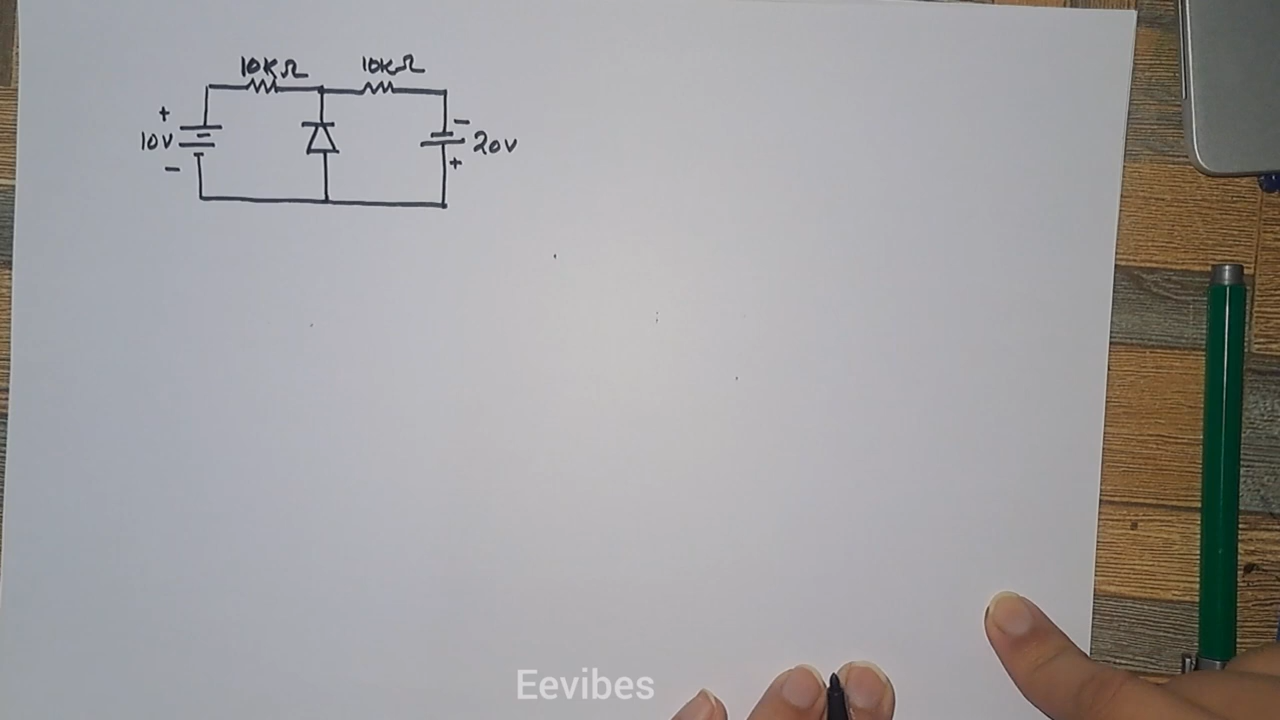 10KΩ 10KΩ
+ −
10V 20V
− +
Eevibes